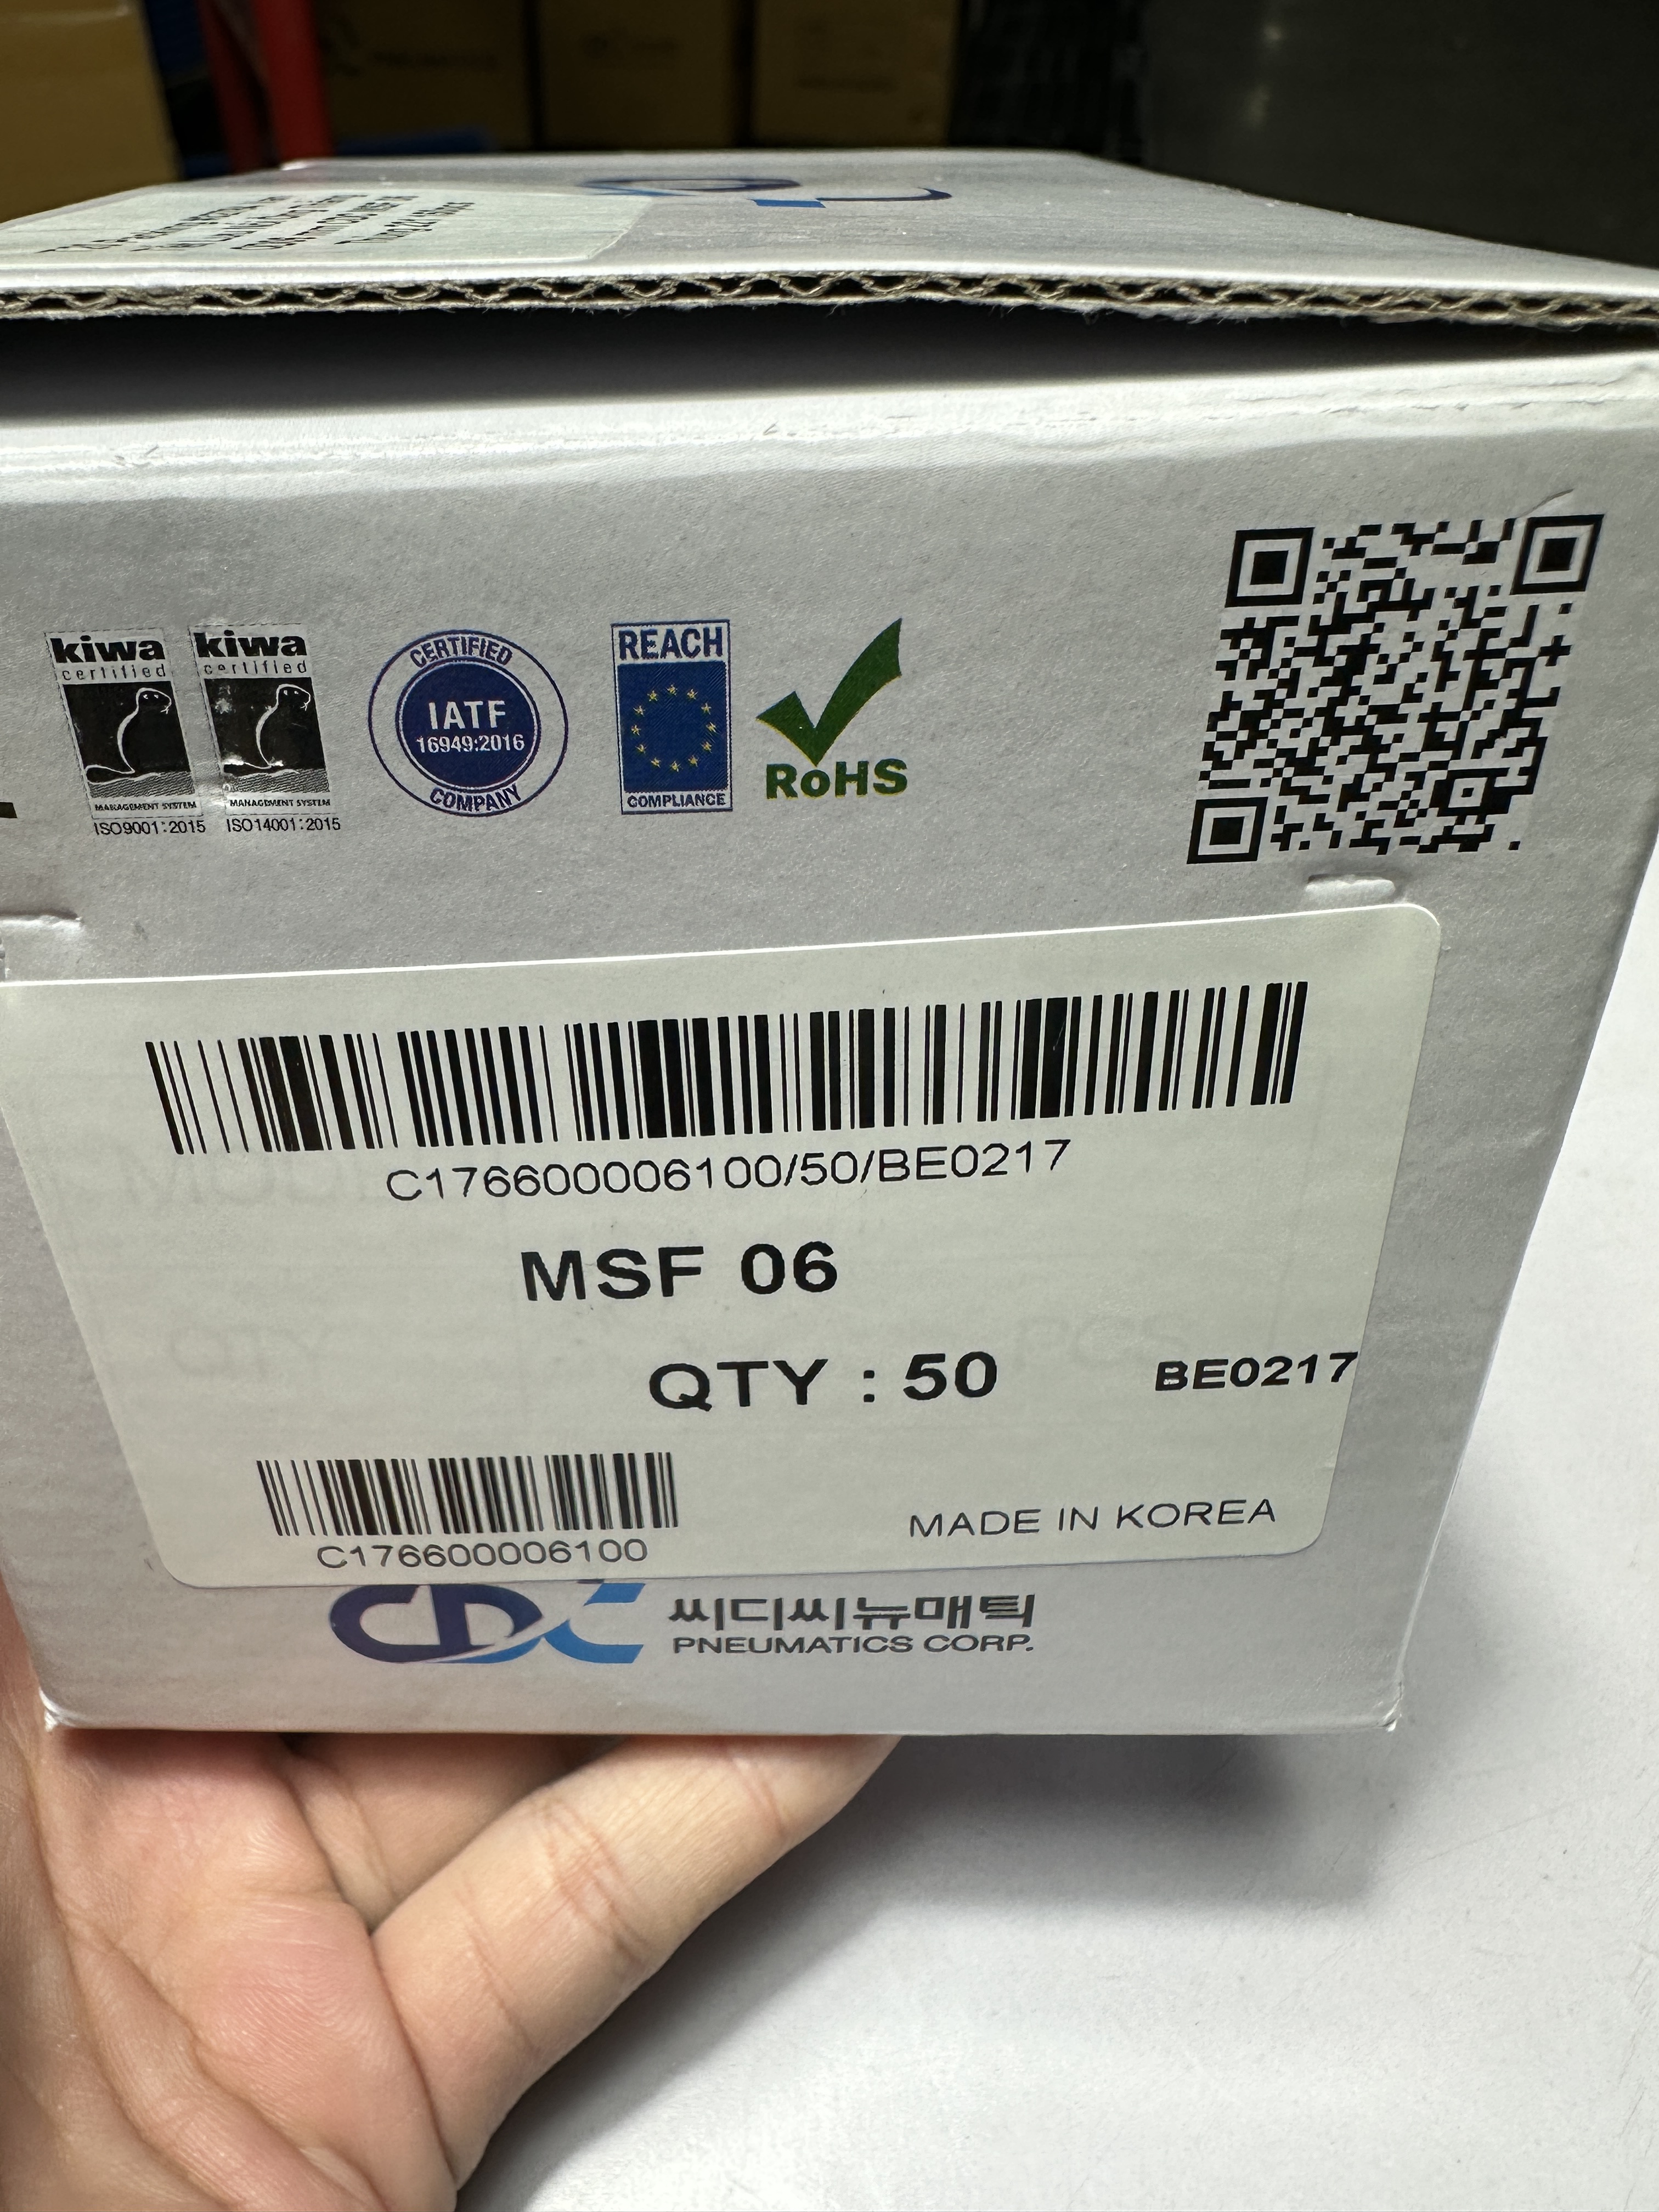 kiwa
certified
MANAGEMENT SYSTEM
ISO9001:2015
kiwa
certified
MANAGEMENT SYSTEM
ISO14001:2015
CERTIFIED
IATF
16949:2016
COMPANY
REACH
COMPLIANCE
RoHS
C176600006100/50/BE0217
MSF 06
QTY : 50
BE0217
C176600006100
MADE IN KOREA
CDC 씨디씨뉴매틱
PNEUMATICS CORP.